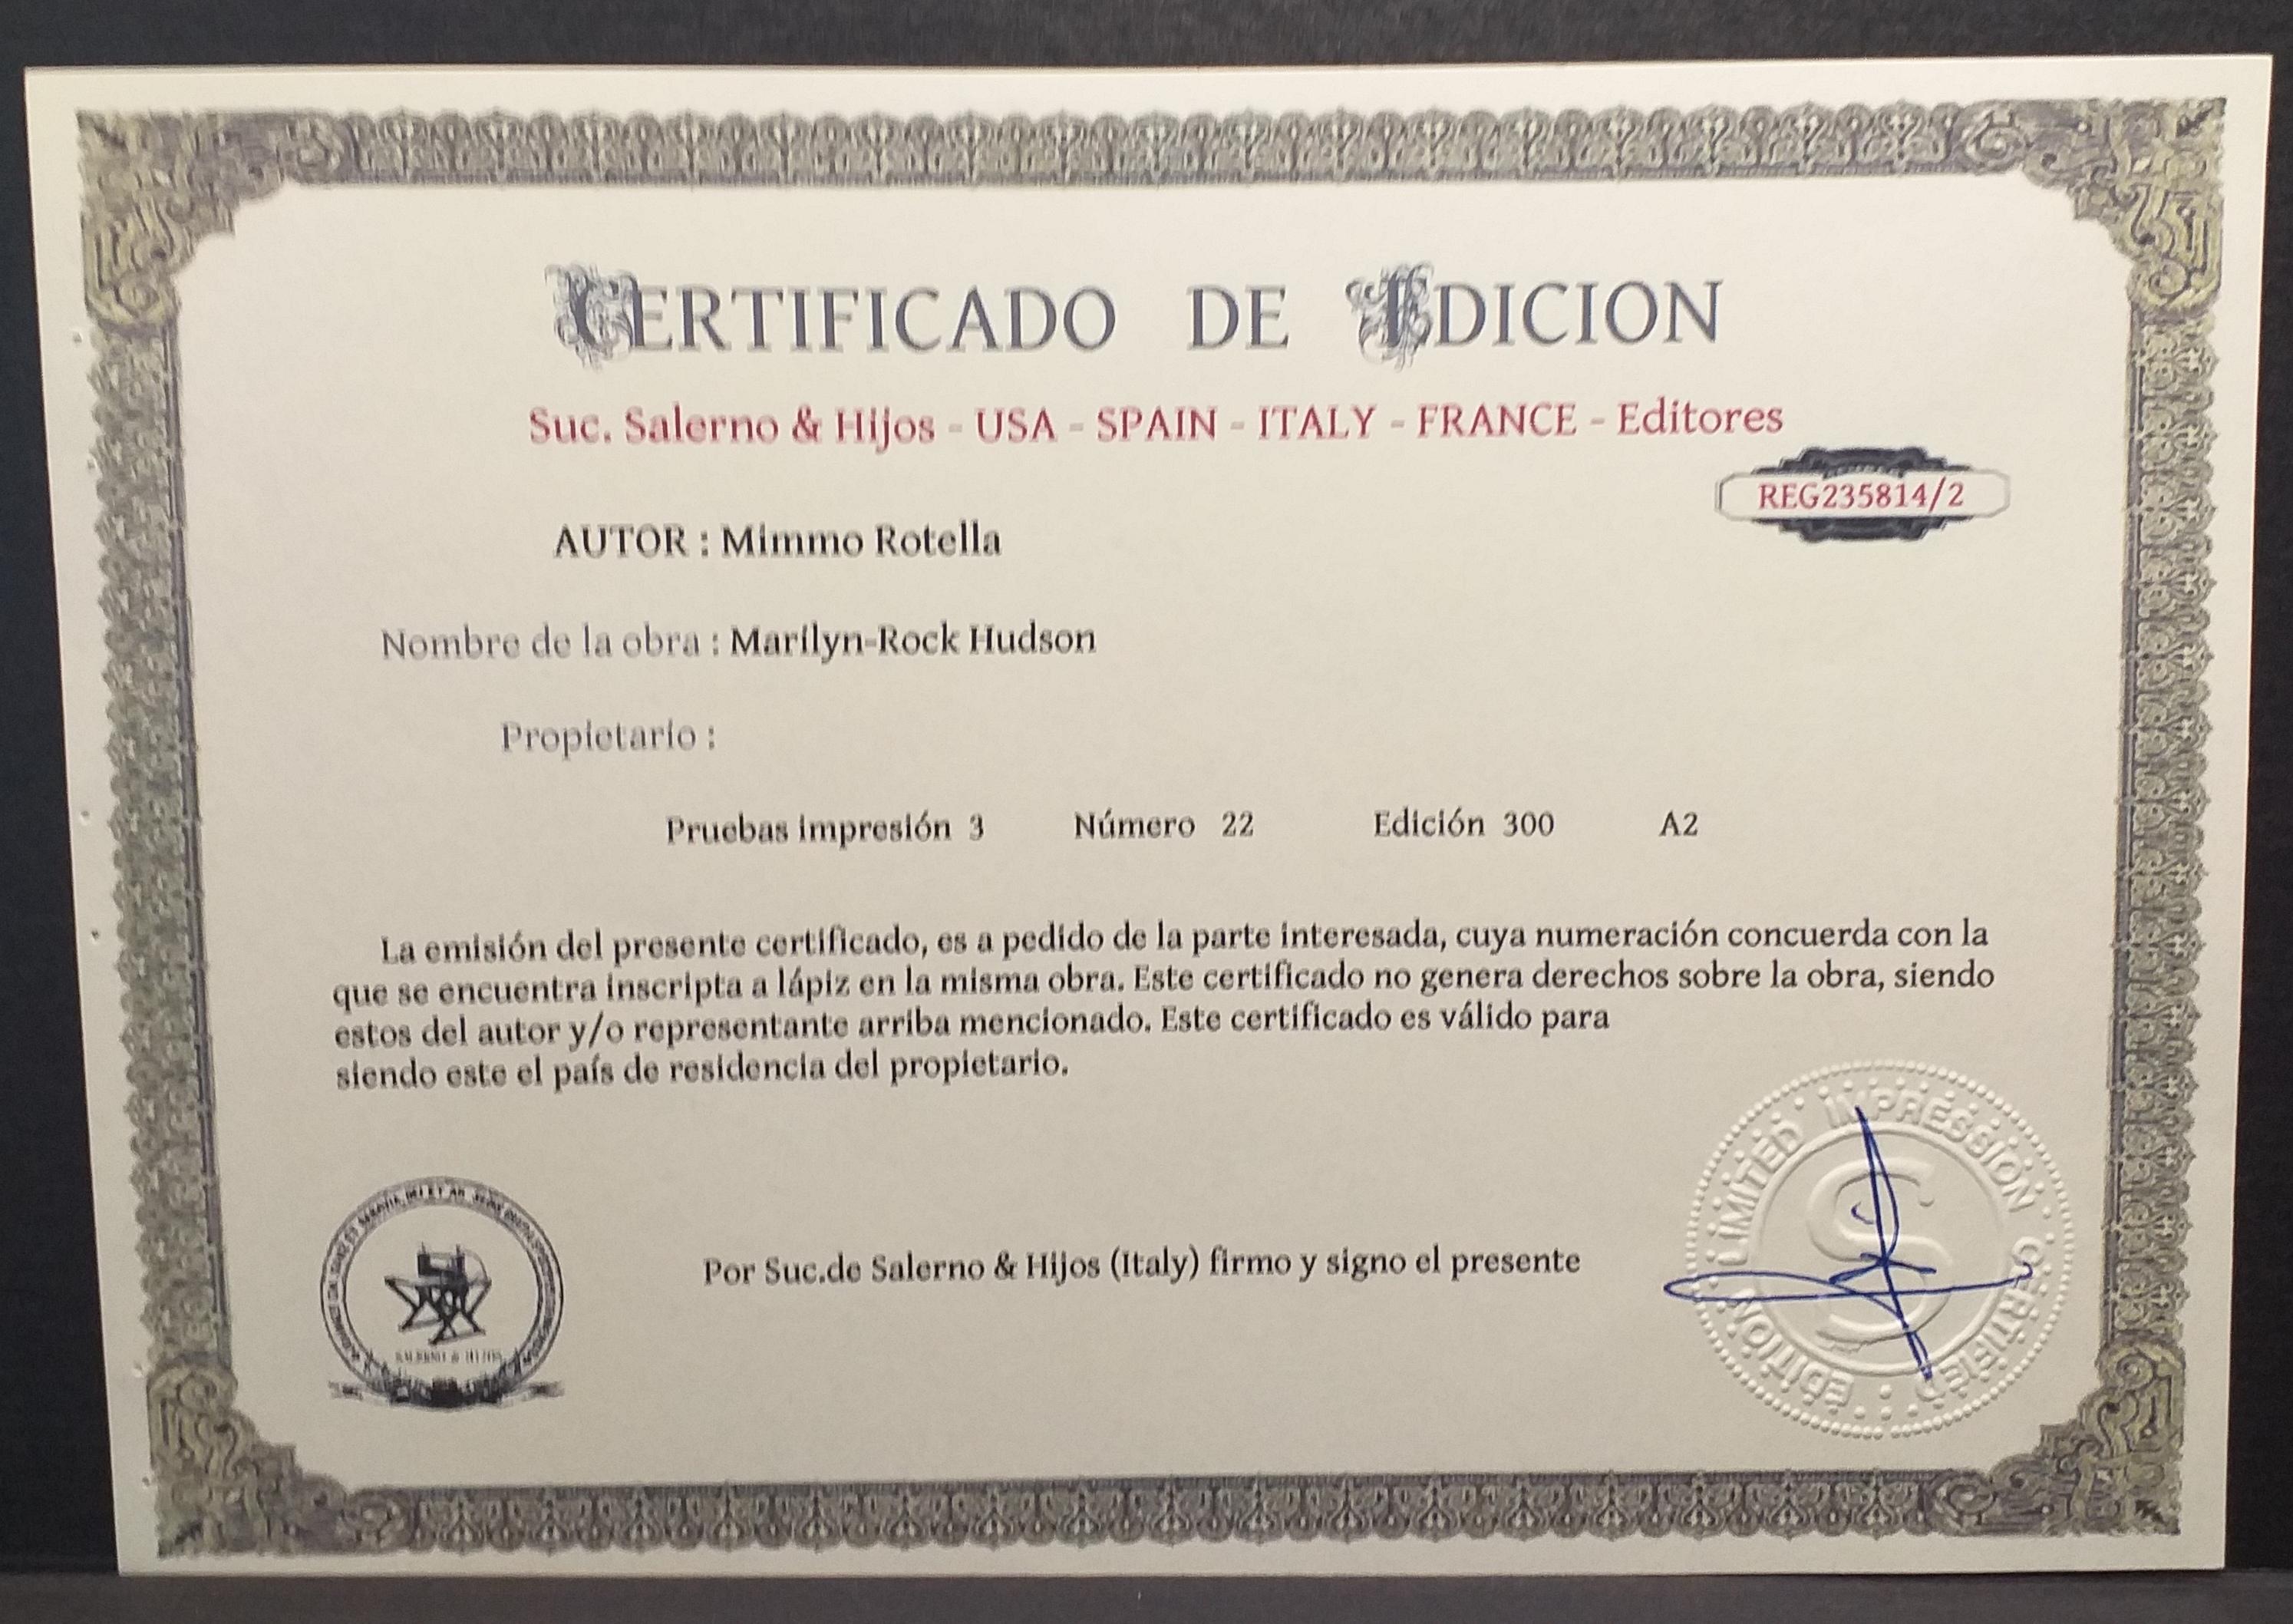 CERTIFICADO DE EDICION
Suc. Salerno & Hijos - USA - SPAIN - ITALY - FRANCE - Editores
REG235814/2
AUTOR : Mimmo Rotella
Nombre de la obra : Marilyn-Rock Hudson
Propietario :
Pruebas impresión 3 Número 22 Edición 300 A2
La emisión del presente certificado, es a pedido de la parte interesada, cuya numeración concuerda con la
que se encuentra inscripta a lápiz en la misma obra. Este certificado no genera derechos sobre la obra, siendo
estos del autor y/o representante arriba mencionado. Este certificado es válido para
siendo este el país de residencia del propietario.
Por Suc.de Salerno & Hijos (Italy) firmo y signo el presente
SALERNO & HIJOS
LIMITED IMPRESSION CERTIFIED EDITION
S